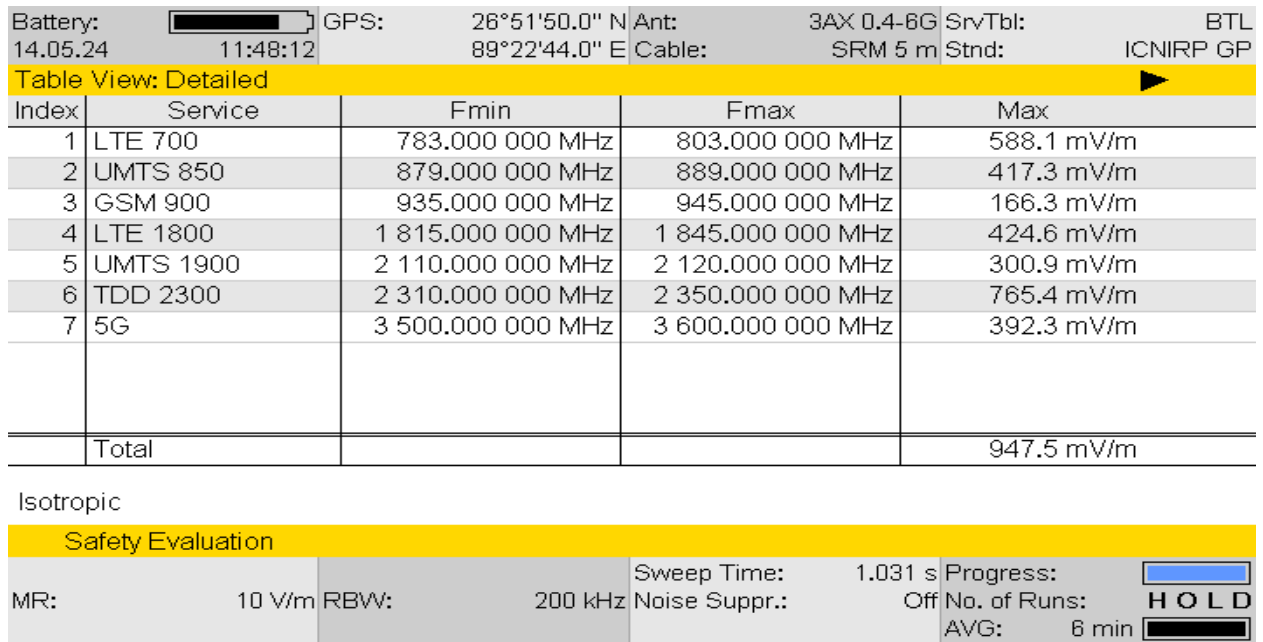 Battery: GPS: 26°51'50.0" N Ant: 3AX 0.4-6G SrvTbl: BTL
14.05.24 11:48:12 89°22'44.0" E Cable: SRM 5 m Stnd: ICNIRP GP
Table View: Detailed
Index Service Fmin Fmax Max
1 LTE 700 783.000 000 MHz 803.000 000 MHz 588.1 mV/m
2 UMTS 850 879.000 000 MHz 889.000 000 MHz 417.3 mV/m
3 GSM 900 935.000 000 MHz 945.000 000 MHz 166.3 mV/m
4 LTE 1800 1 815.000 000 MHz 1 845.000 000 MHz 424.6 mV/m
5 UMTS 1900 2 110.000 000 MHz 2 120.000 000 MHz 300.9 mV/m
6 TDD 2300 2 310.000 000 MHz 2 350.000 000 MHz 765.4 mV/m
7 5G 3 500.000 000 MHz 3 600.000 000 MHz 392.3 mV/m
Total 947.5 mV/m
Isotropic
Safety Evaluation
Sweep Time: 1.031 s Progress:
MR: 10 V/m RBW: 200 kHz Noise Suppr.: Off No. of Runs: HOLD
AVG: 6 min